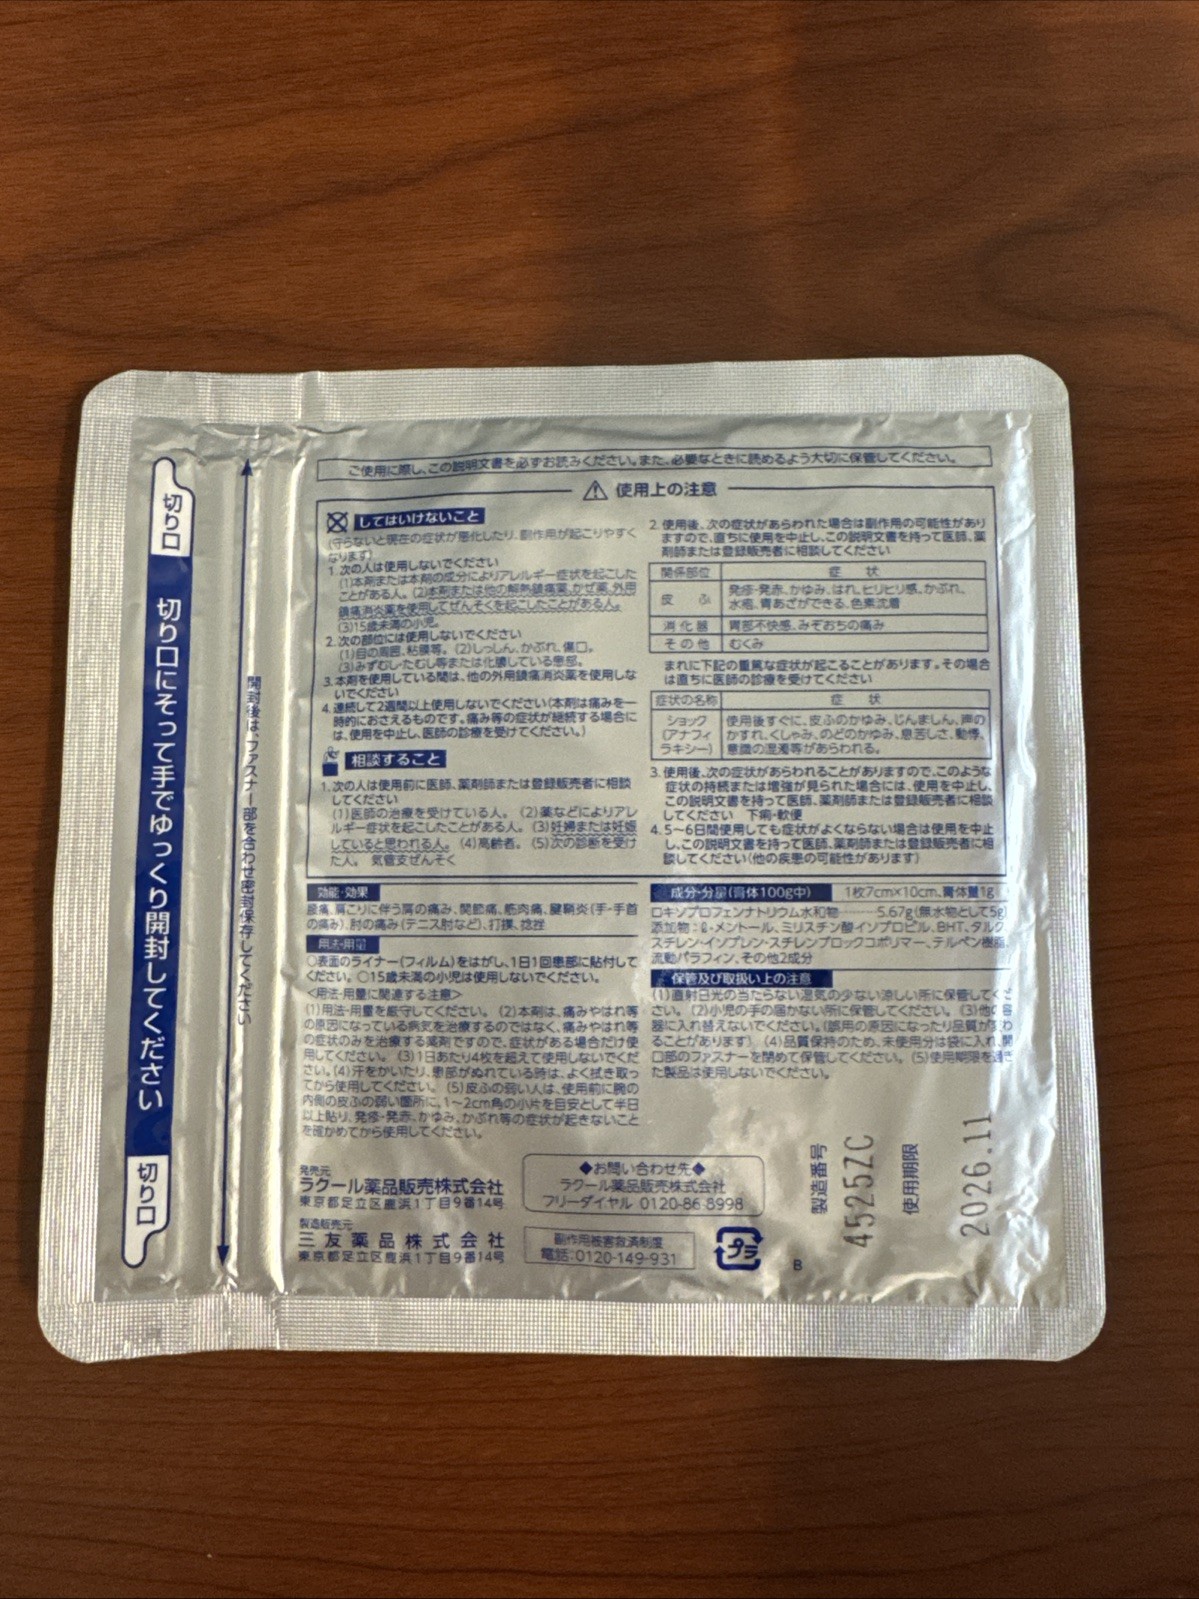 切り口
切り口にそって手でゆっくり開封してください
切り口
開封後は、ファスナー部を合わせ密封保存してください
ご使用に際し、この説明文書を必ずお読みください。また、必要なときに読めるよう大切に保管してください。
使用上の注意
してはいけないこと
(守らないと現在の症状が悪化したり、副作用が起こりやすく
なります)
1.次の人は使用しないでください
(1)本剤または本剤の成分によりアレルギー症状を起こした
ことがある人。(2)本剤または他の解熱鎮痛薬、かぜ薬、外用
鎮痛消炎薬を使用してぜんそくを起こしたことがある人。
(3)15歳未満の小児。
2.次の部位には使用しないでください
(1)目の周囲、粘膜等。(2)しっしん、かぶれ、傷口。
(3)みずむし・たむし等または化膿している患部。
3.本剤を使用している間は、他の外用鎮痛消炎薬を使用しな
いでください
4.連続して2週間以上使用しないでください(本剤は痛みを一
時的におさえるものです。痛み等の症状が継続する場合に
は、使用を中止し、医師の診療を受けてください。)
相談すること
1.次の人は使用前に医師、薬剤師または登録販売者に相談
してください
(1)医師の治療を受けている人。(2)薬などによりアレ
ルギー症状を起こしたことがある人。(3)妊婦または妊娠
していると思われる人。(4)高齢者。(5)次の診断を受け
た人。 気管支ぜんそく
2.使用後、次の症状があらわれた場合は副作用の可能性があり
ますので、直ちに使用を中止し、この説明文書を持って医師、薬
剤師または登録販売者に相談してください
関係部位 症 状
皮 ふ 発疹・発赤、かゆみ、はれ、ヒリヒリ感、かぶれ、
水疱、青あざができる、色素沈着
消化器 胃部不快感、みぞおちの痛み
その他 むくみ
まれに下記の重篤な症状が起こることがあります。その場合
は直ちに医師の診療を受けてください
症状の名称 症 状
ショック
(アナフィ
ラキシー)
使用後すぐに、皮ふのかゆみ、じんましん、声の
かすれ、くしゃみ、のどのかゆみ、息苦しさ、動悸、
意識の混濁等があらわれる。
3.使用後、次の症状があらわれることがありますので、このような
症状の持続または増強が見られた場合には、使用を中止し、
この説明文書を持って医師、薬剤師または登録販売者に相談
してください 下痢・軟便
4.5〜6日間使用しても症状がよくならない場合は使用を中止
し、この説明文書を持って医師、薬剤師または登録販売者に相
談してください(他の疾患の可能性があります)
効能・効果
腰痛、肩こりに伴う肩の痛み、関節痛、筋肉痛、腱鞘炎(手・手首
の痛み)、肘の痛み(テニス肘など)、打撲、捻挫
用法・用量
○表面のライナー(フィルム)をはがし、1日1回患部に貼付して
ください。○15歳未満の小児は使用しないでください。
<用法・用量に関連する注意>
(1)用法・用量を厳守してください。(2)本剤は、痛みやはれ等
の原因になっている病気を治療するのではなく、痛みやはれ等
の症状のみを治療する薬剤ですので、症状がある場合だけ使
用してください。(3)1日あたり4枚を超えて使用しないでくだ
さい。(4)汗をかいたり、患部がぬれている時は、よく拭き取っ
てから使用してください。(5)皮ふの弱い人は、使用前に腕の
内側の皮ふの弱い箇所に、1〜2cm角の小片を目安として半日
以上貼り、発疹・発赤、かゆみ、かぶれ等の症状が起きないこと
を確かめてから使用してください。
成分・分量(膏体100g中) 1枚7cm×10cm、膏体量1g
ロキソプロフェンナトリウム水和物……5.67g(無水物として5g)
添加物:ℓ-メントール、ミリスチン酸イソプロピル、BHT、タルク
スチレン・イソプレン・スチレンブロックコポリマー、テルペン樹脂
流動パラフィン、その他2成分
保管及び取扱い上の注意
(1)直射日光の当たらない湿気の少ない涼しい所に保管してくだ
さい。(2)小児の手の届かない所に保管してください。(3)他の容
器に入れ替えないでください。(誤用の原因になったり品質が変わ
ることがあります) (4)品質保持のため、未使用分は袋に入れ、開
口部のファスナーを閉めて保管してください。(5)使用期限を過ぎ
た製品は使用しないでください。
発売元
ラクール薬品販売株式会社
東京都足立区鹿浜1丁目9番14号
製造販売元
三友薬品株式会社
東京都足立区鹿浜1丁目9番14号
◆お問い合わせ先◆
ラクール薬品販売株式会社
フリーダイヤル 0120-86-8998
副作用被害救済制度
電話:0120-149-931
プラ
B
製造番号
4525ZC
使用期限
2026.11